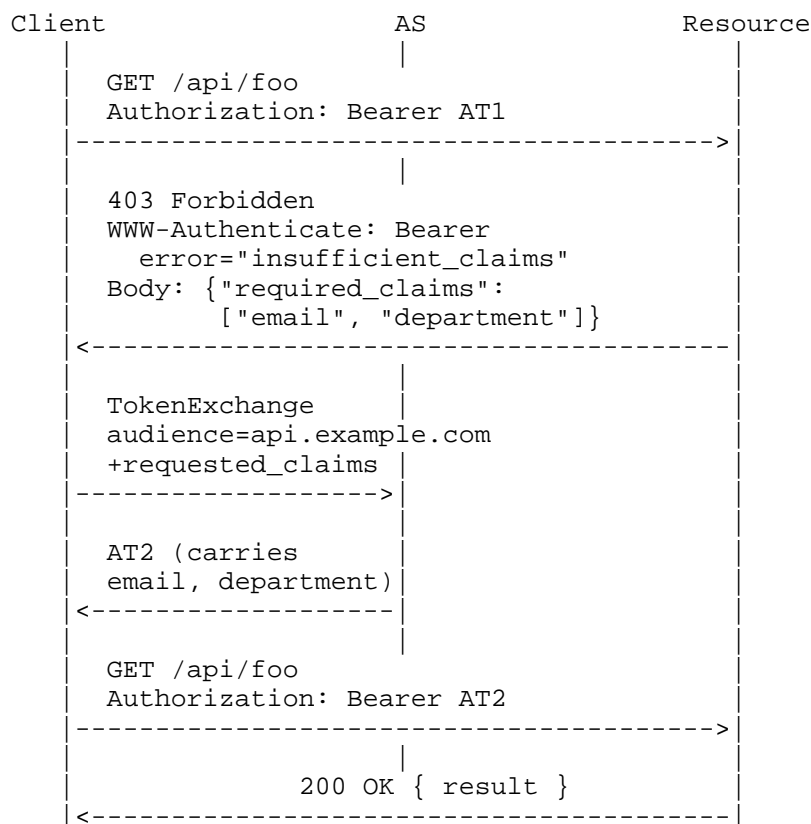 Client AS Resource
GET /api/foo
Authorization: Bearer AT1
403 Forbidden
WWW-Authenticate: Bearer
error="insufficient_claims"
Body: {"required_claims":
["email", "department"]}
TokenExchange
audience=api.example.com
+requested_claims
AT2 (carries
email, department)
GET /api/foo
Authorization: Bearer AT2
200 OK { result }